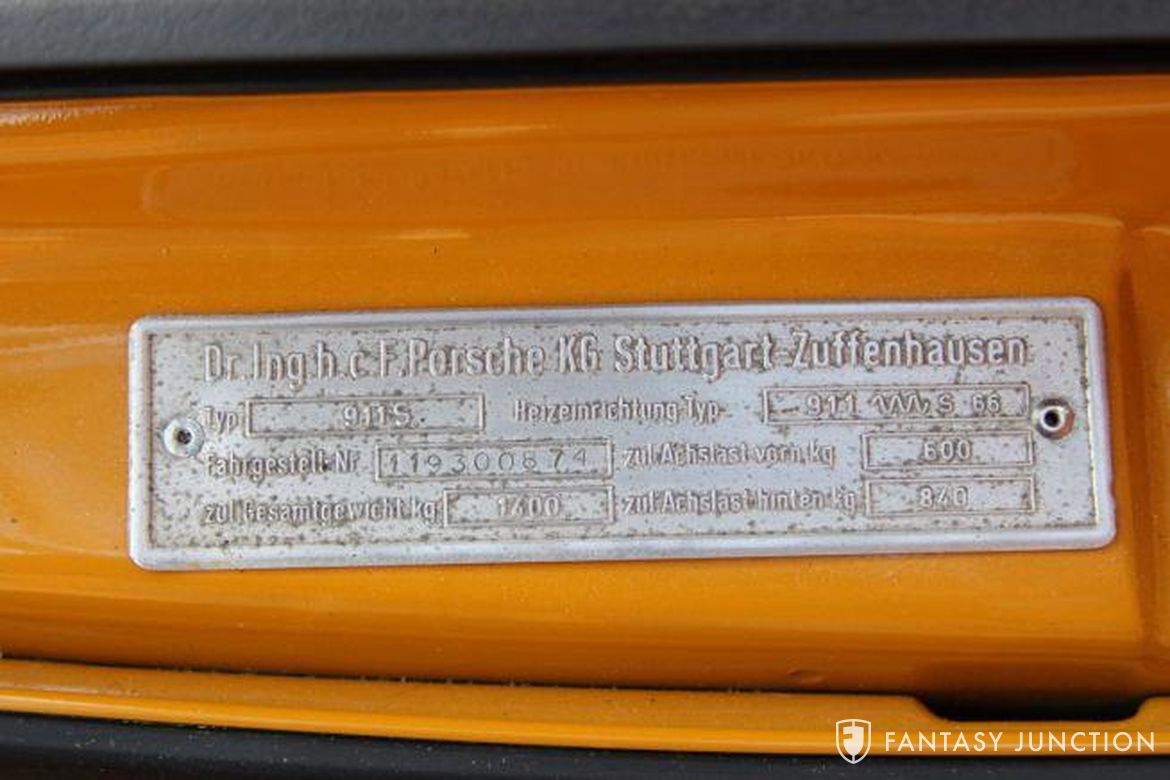 Dr.Ing.h.c.F.Porsche KG Stuttgart-Zuffenhausen
Typ 911S Heizeinrichtung-Typ 911 S 66
Fahrgestell-Nr zul.Achslast vorn,kg 600
zul.Gesamtgewicht kg 1400 zul.Achslast hinten kg 840
FANTASY JUNCTION